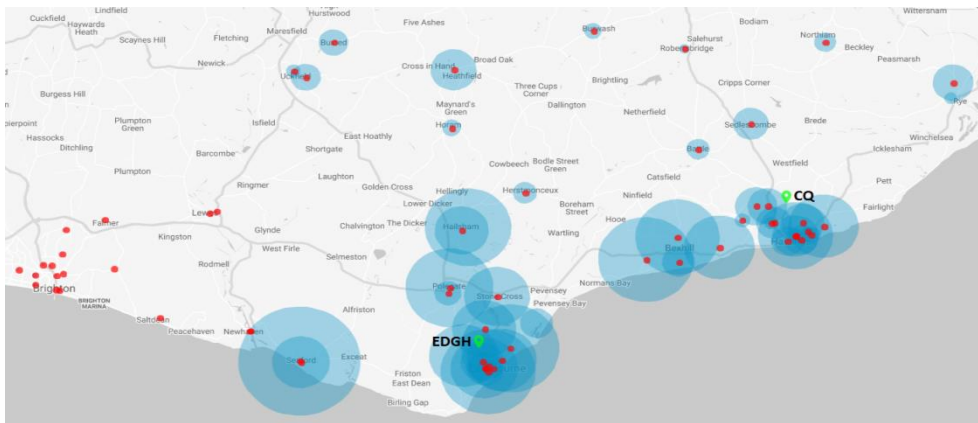 Lindfield
Cuckfield
Haywards
Heath
Scaynes Hill
Fletching
Maresfield
Hurstwood
Five Ashes
Bodiam
Wittersham
Newick
Broad Oak
Cross in Hand
Heathfield
Salehurst
Northiam
Beckley
Peasmarsh
Burgess Hill
Three Cups
Corner
Brightling
Cripps Corner
Maynard's
Green
Dallington
Netherfield
Rye
Plumpton
Green
Isfield
East Hoathly
Horam
Sedlescombe
Brede
Winchelsea
Hassocks
Ditchling
Barcombe
Shortgate
Cowbeech
Bodle Street
Green
Battle
Icklesham
Plumpton
Laughton
Golden Cross
Hellingly
Catsfield
Westfield
Ringmer
Lower Dicker
Herstmonceux
Ninfield
Pett
CQ
Falmer
The Dicker
Boreham
Street
Hooe
Fairlight
Kingston
Glynde
Hailsham
Wartling
West Firle
Selmeston
Bexhill
Rodmell
Normans Bay
Brighton
BRIGHTON
MARINA
Alfriston
Stone Cross
Pevensey
Pevensey Bay
Saltdean
Peacehaven
Newhaven
EDGH
Seaford
Exceat
Friston
East Dean
Birling Gap